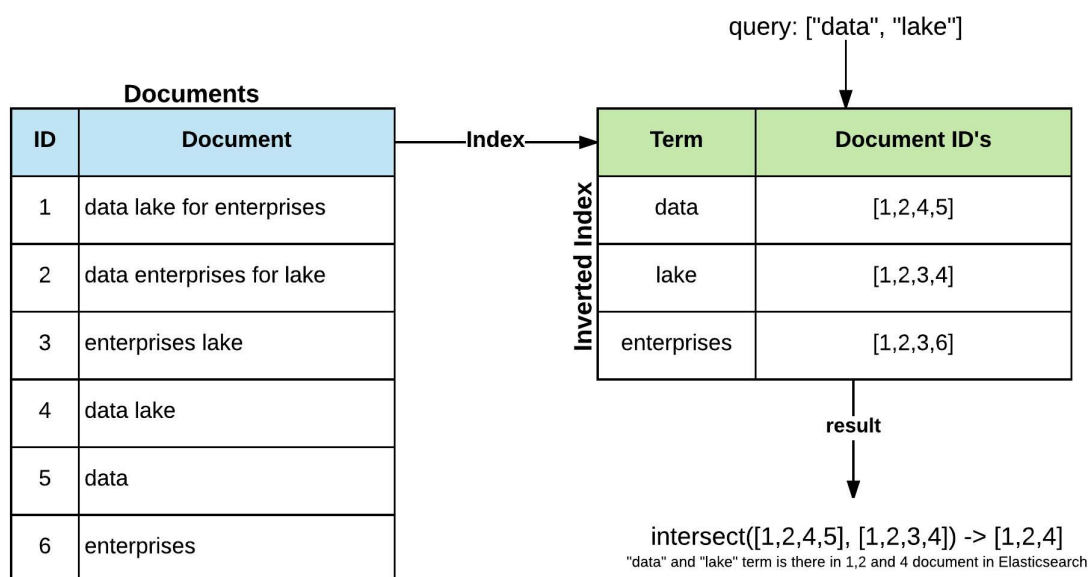 query: ["data", "lake"]
Documents
ID Document
1 data lake for enterprises
2 data enterprises for lake
3 enterprises lake
4 data lake
5 data
6 enterprises
Index
Inverted Index
Term Document ID's
data [1,2,4,5]
lake [1,2,3,4]
enterprises [1,2,3,6]
result
intersect([1,2,4,5], [1,2,3,4]) -> [1,2,4]
"data" and "lake" term is there in 1,2 and 4 document in Elasticsearch